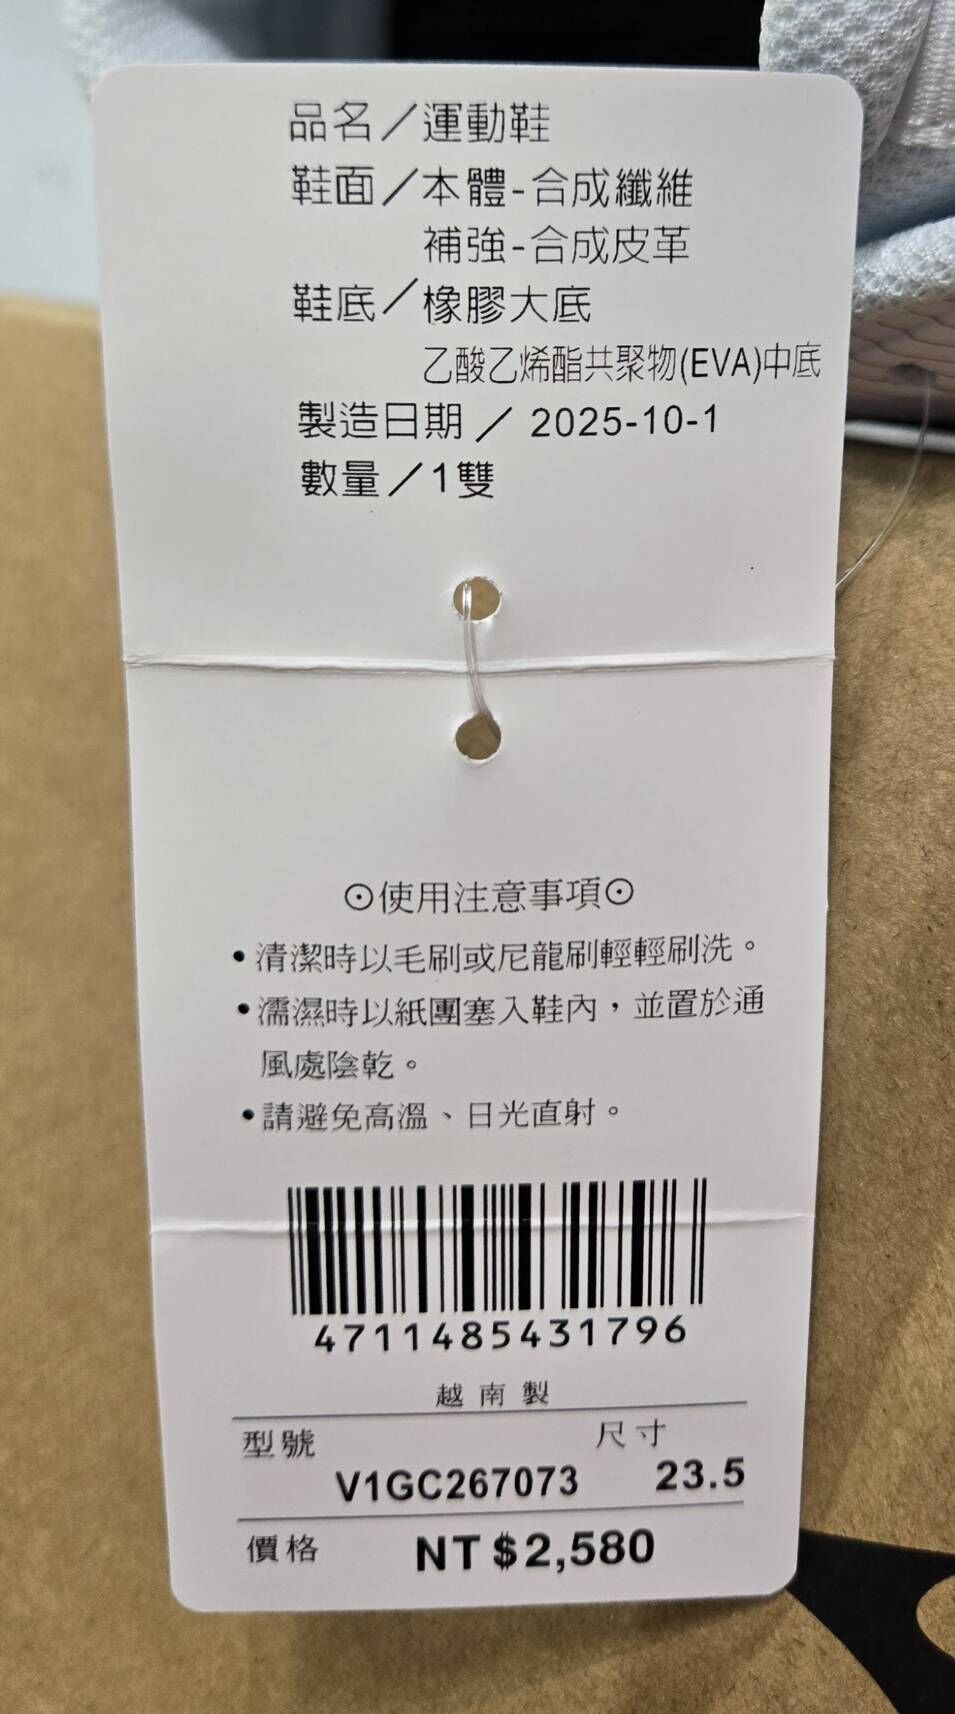 品名／運動鞋
鞋面／本體-合成纖維
補強-合成皮革
鞋底／橡膠大底
乙酸乙烯酯共聚物(EVA)中底
製造日期／2025-10-1
數量／1雙
⊙使用注意事項⊙
•清潔時以毛刷或尼龍刷輕輕刷洗。
•濡濕時以紙團塞入鞋內，並置於通
風處陰乾。
•請避免高溫、日光直射。
4711485431796
越南製
型號 尺寸
V1GC267073 23.5
價格 NT$2,580